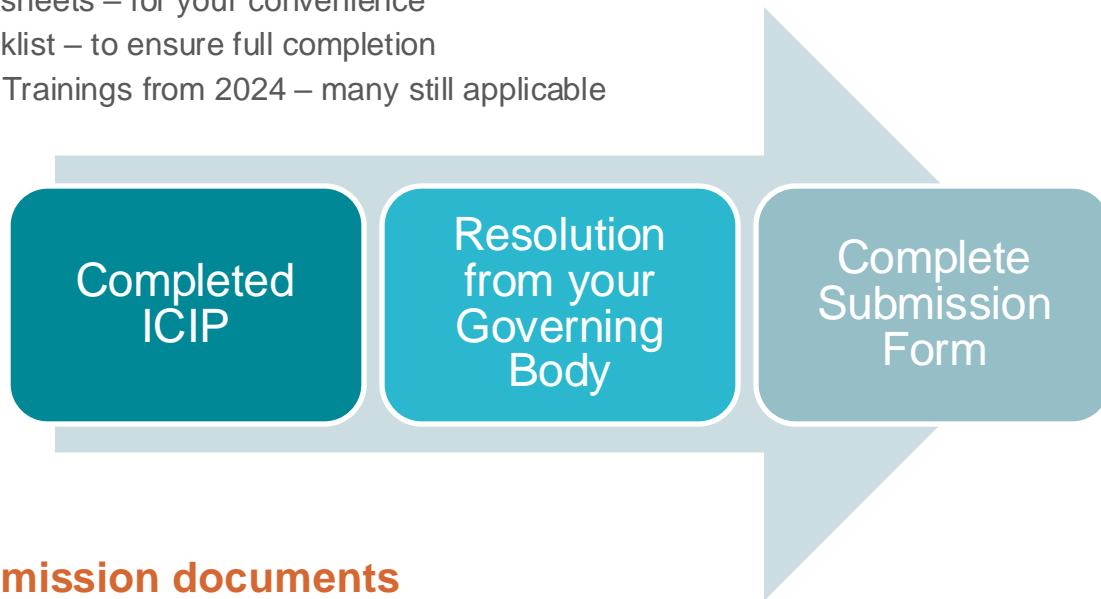 sheets – for your convenience
klist – to ensure full completion
Trainings from 2024 – many still applicable
Completed
ICIP
Resolution
from your
Governing
Body
Complete
Submission
Form
mission documents